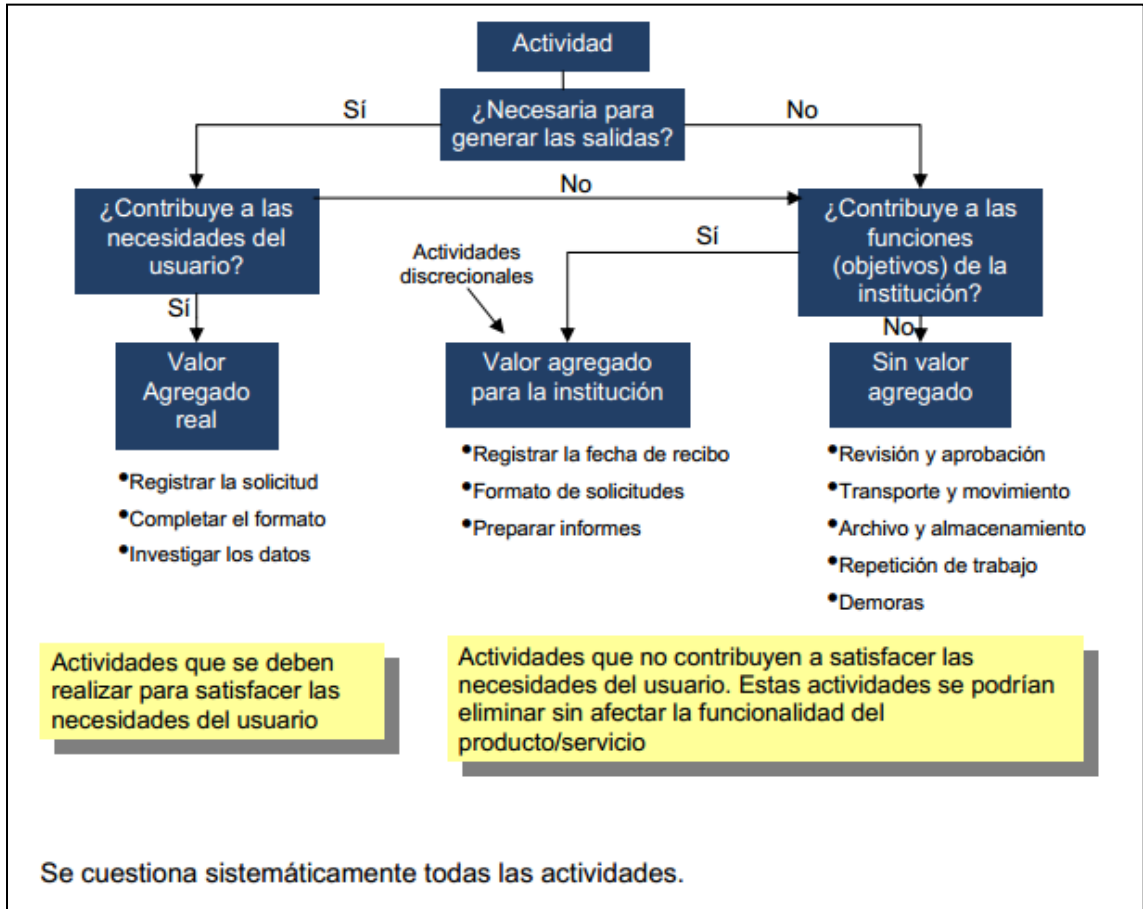 Actividad
Sí
¿Necesaria para
generar las salidas?
No
¿Contribuye a las
necesidades del
usuario?
No
¿Contribuye a las
funciones
(objetivos) de la
institución?
Sí
Actividades
discrecionales
Sí
No
Valor
Agregado
real
Valor agregado
para la institución
Sin valor
agregado
•Registrar la solicitud
•Completar el formato
•Investigar los datos
•Registrar la fecha de recibo
•Formato de solicitudes
•Preparar informes
•Revisión y aprobación
•Transporte y movimiento
•Archivo y almacenamiento
•Repetición de trabajo
•Demoras
Actividades que se deben
realizar para satisfacer las
necesidades del usuario
Actividades que no contribuyen a satisfacer las
necesidades del usuario. Estas actividades se podrían
eliminar sin afectar la funcionalidad del
producto/servicio
Se cuestiona sistemáticamente todas las actividades.